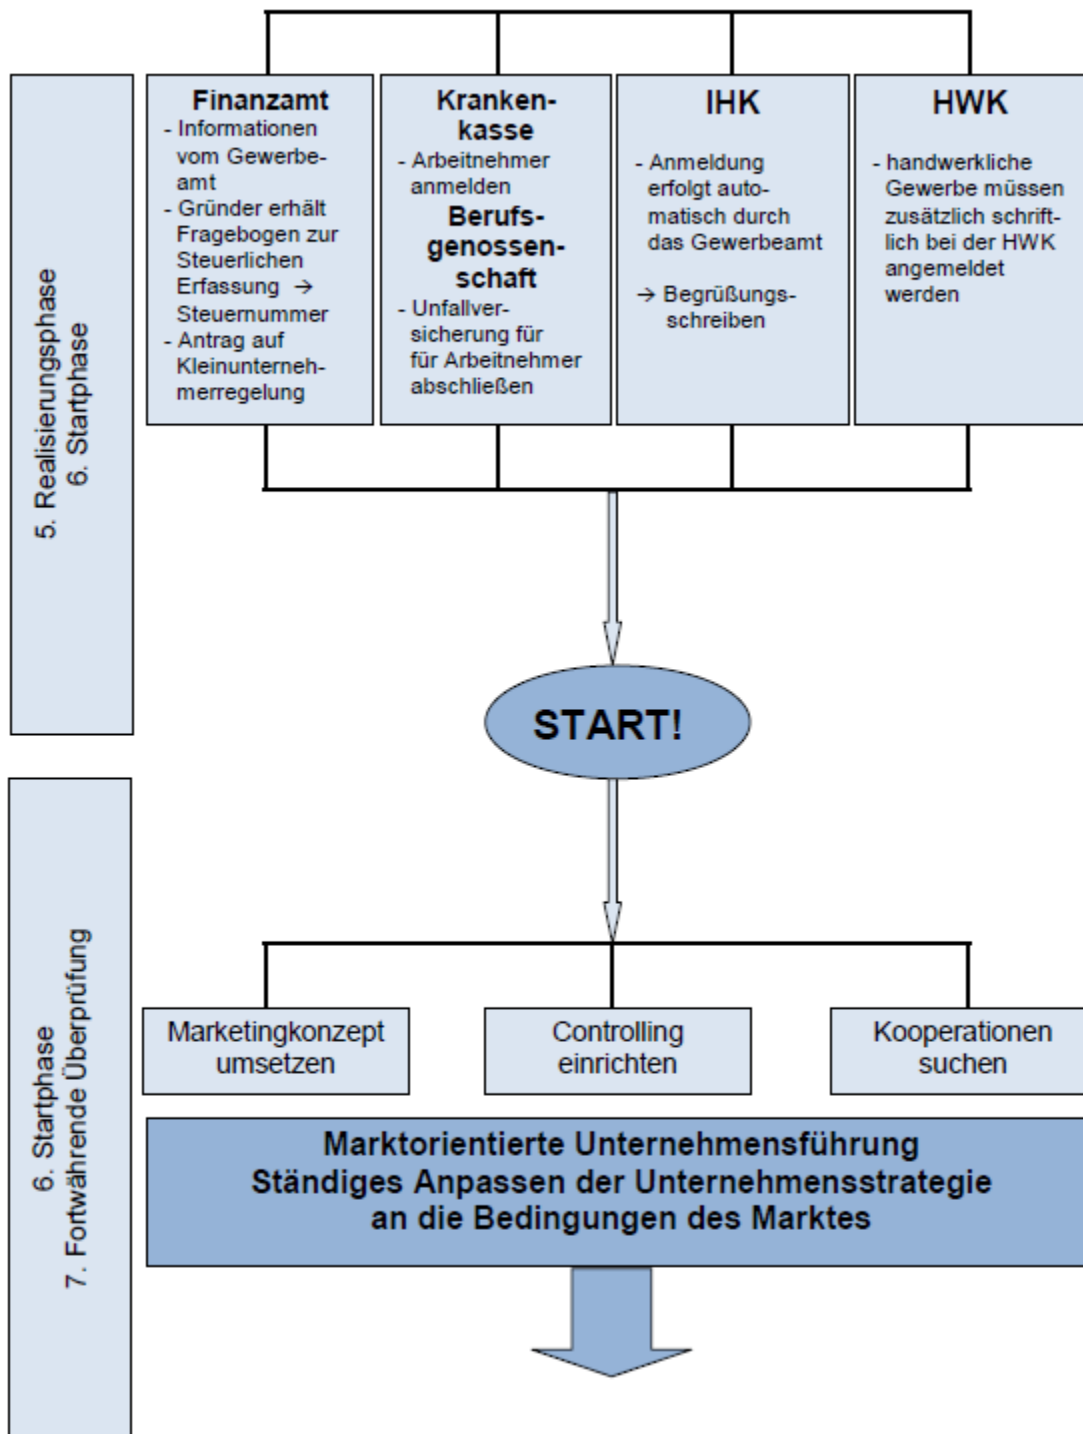 5. Realisierungsphase
6. Startphase
Finanzamt
- Informationen
vom Gewerbe-
amt
- Gründer erhält
Fragebogen zur
Steuerlichen
Erfassung →
Steuernummer
- Antrag auf
Kleinunterneh-
merregelung
Kranken-
kasse
- Arbeitnehmer
anmelden
Berufs-
genossen-
schaft
- Unfallver-
sicherung für
für Arbeitnehmer
abschließen
IHK
- Anmeldung
erfolgt auto-
matisch durch
das Gewerbeamt
→ Begrüßungs-
schreiben
HWK
- handwerkliche
Gewerbe müssen
zusätzlich schrift-
lich bei der HWK
angemeldet
werden
START!
6. Startphase
7. Fortwährende Überprüfung
Marketingkonzept
umsetzen
Controlling
einrichten
Kooperationen
suchen
Marktorientierte Unternehmensführung
Ständiges Anpassen der Unternehmensstrategie
an die Bedingungen des Marktes